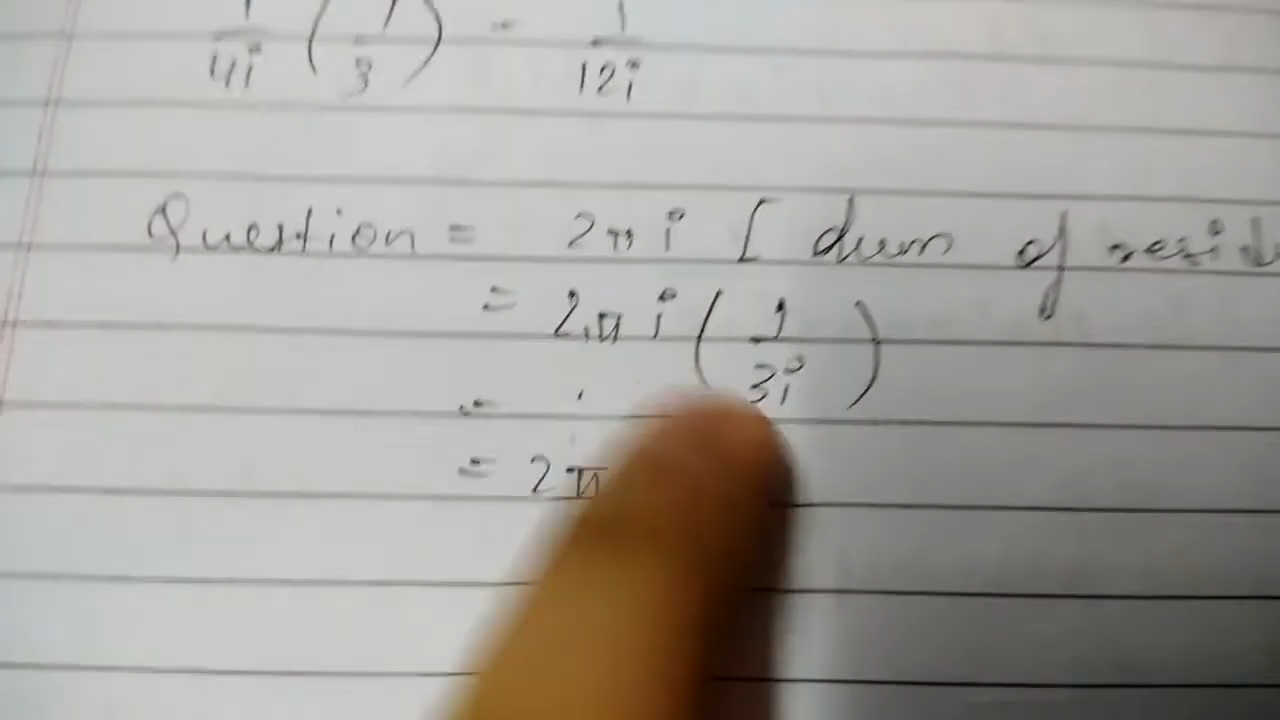 1/4i (1/3) = 1/12i
Question = 2πi [ Sum of resid
= 2πi ( 1/3i )
=
= 2π